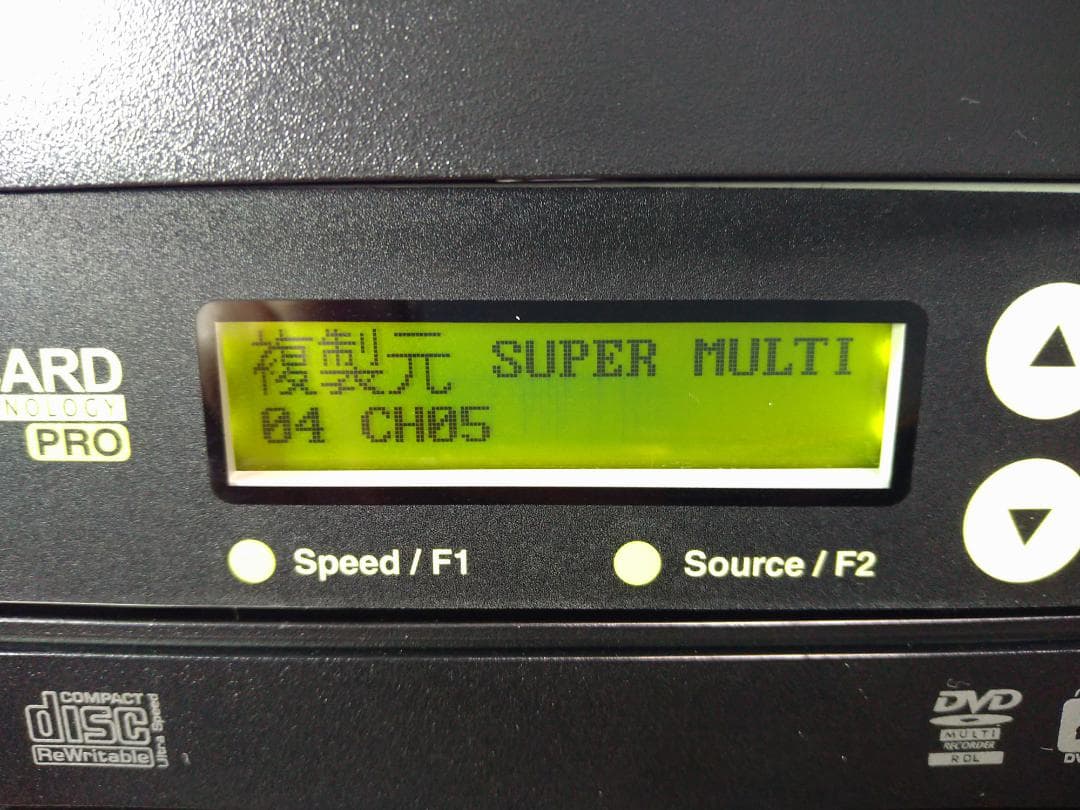 複製元 SUPER MULTI
04 CH05
ARD
NOLOGY
PRO
Speed / F1
Source / F2
COMPACT
disc
ReWritable
Ultra Speed
DVD
MULTI
RECORDER
R DL